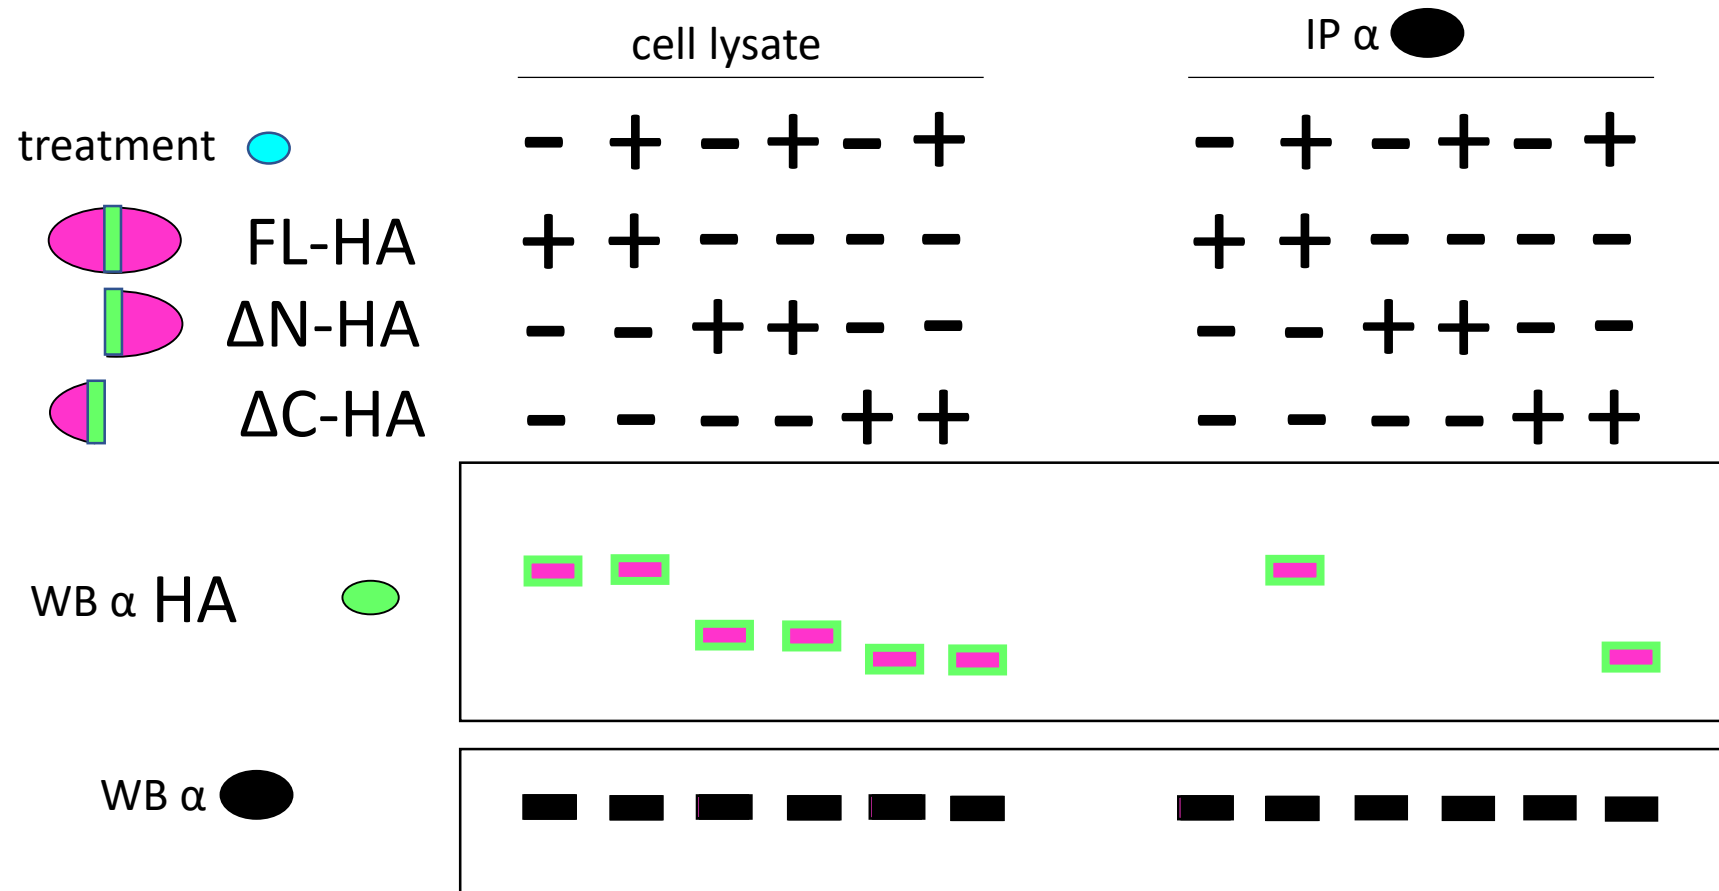 cell lysate
IP α
treatment - + - + - + - + - + - +
FL-HA + + - - - - + + - - - -
ΔN-HA - - + + - - - - + + - -
ΔC-HA - - - - + + - - - - + +
WB α HA
WB α